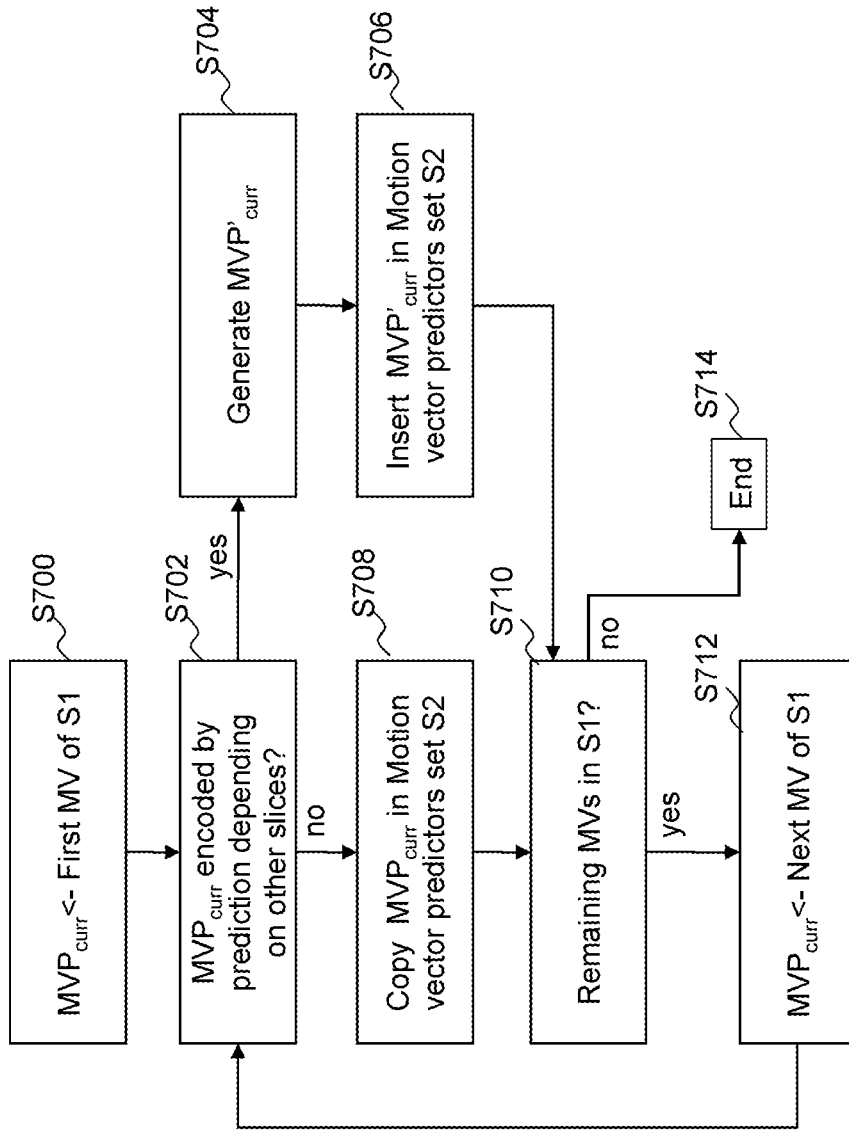 S700
MVPcurr<- First MV of S1
S702
MVPcurr encoded by
prediction depending
on other slices?
yes
no
S704
Generate MVP'curr
S706
Insert MVP'curr in Motion
vector predictors set S2
S708
Copy MVPcurr in Motion
vector predictors set S2
S710
Remaining MVs in S1?
no
yes
S714
End
S712
MVPcurr <- Next MV of S1